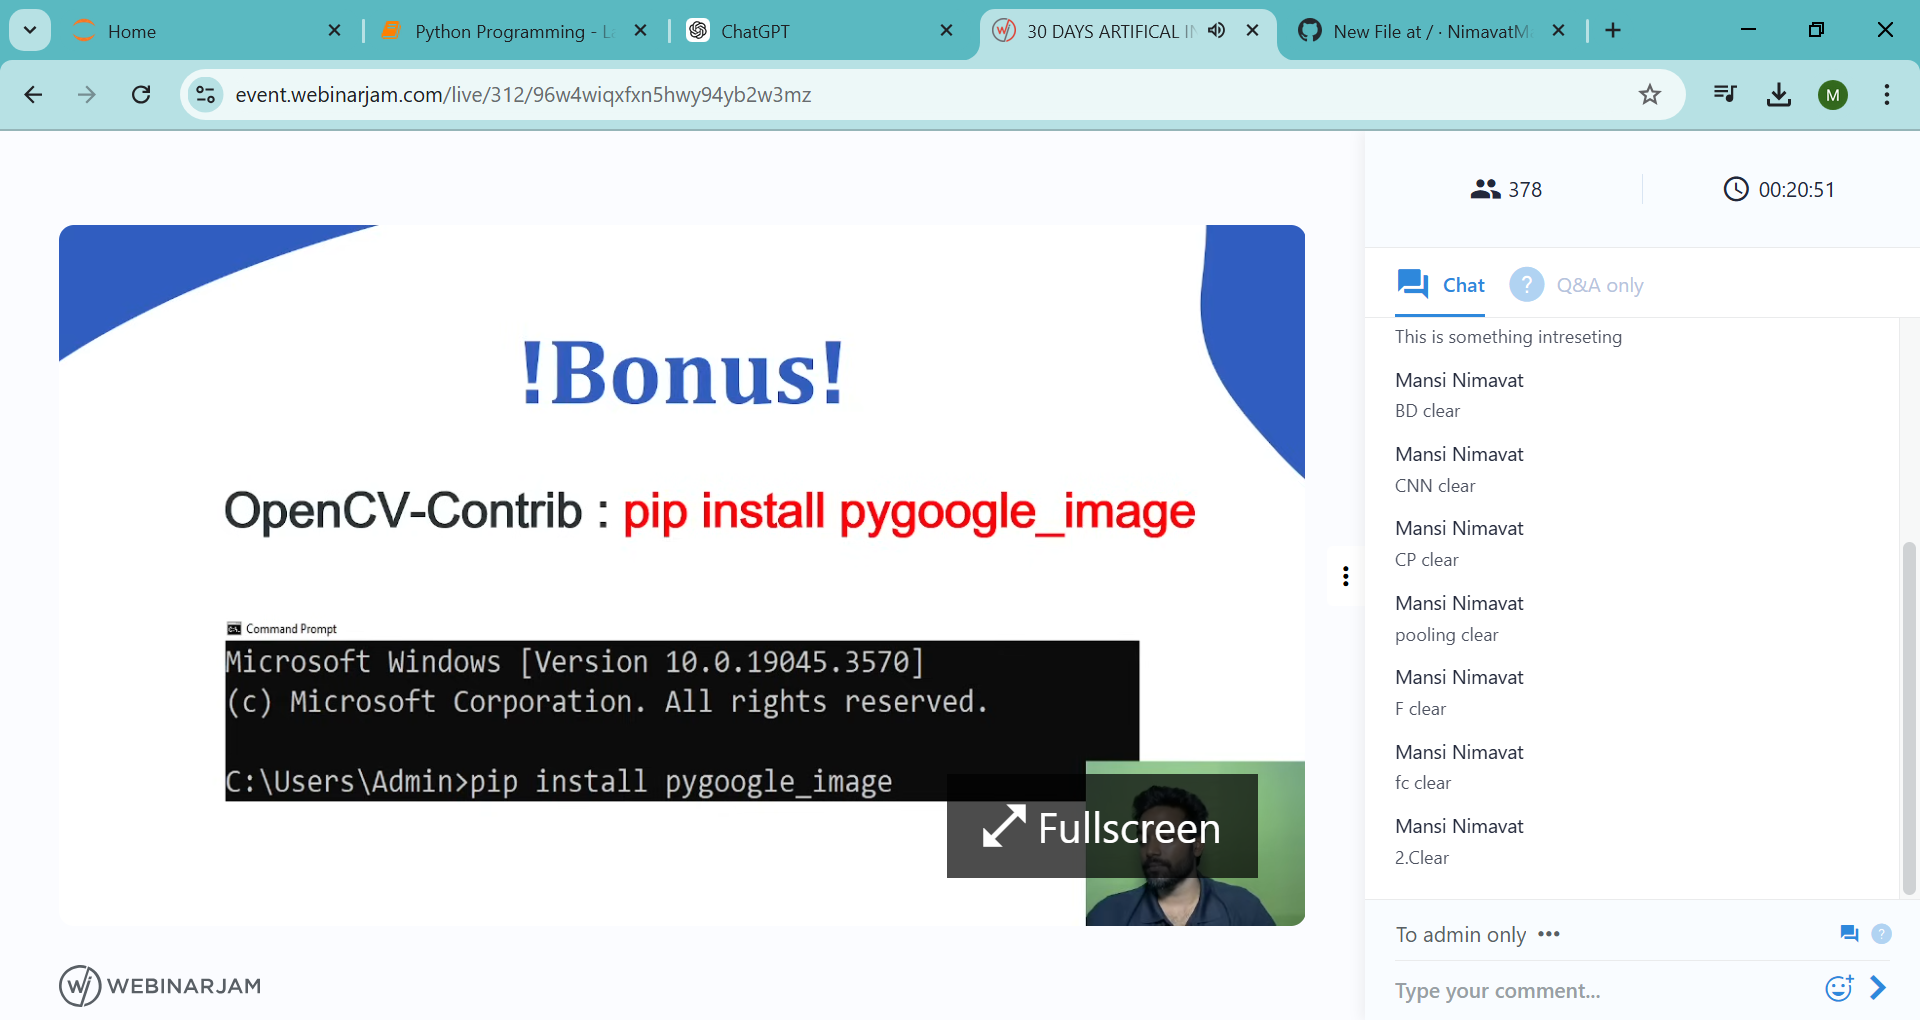 Home
Python Programming - L
ChatGPT
30 DAYS ARTIFICAL IN
New File at / · NimavatM
event.webinarjam.com/live/312/96w4wiqxfxn5hwy94yb2w3mz
M
378
00:20:51
Chat
? Q&A only
!Bonus!
OpenCV-Contrib : pip install pygoogle_image
Command Prompt
Microsoft Windows [Version 10.0.19045.3570]
(c) Microsoft Corporation. All rights reserved.
C:\Users\Admin>pip install pygoogle_image
Fullscreen
WEBINARJAM
This is something intreseting
Mansi Nimavat
BD clear
Mansi Nimavat
CNN clear
Mansi Nimavat
CP clear
Mansi Nimavat
pooling clear
Mansi Nimavat
F clear
Mansi Nimavat
fc clear
Mansi Nimavat
2.Clear
To admin only •••
?
Type your comment...